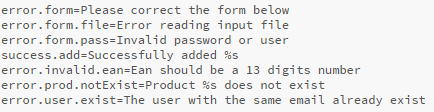 error.form=Please correct the form below
error.form.file=Error reading input file
error.form.pass=Invalid password or user
success.add=Successfully added %s
error.invalid.ean=Ean should be a 13 digits number
error.prod.notExist=Product %s does not exist
error.user.exist=The user with the same email already exist